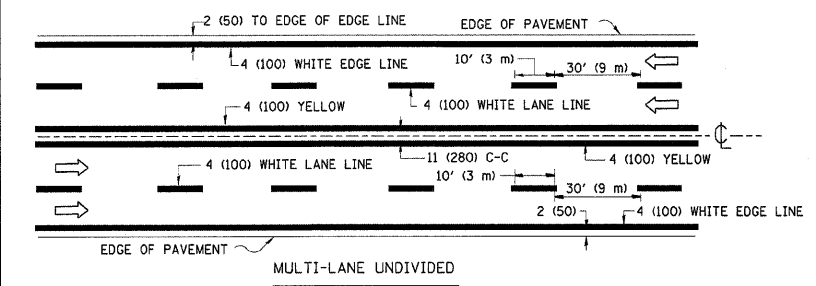 2 (50) TO EDGE OF EDGE LINE
EDGE OF PAVEMENT
4 (100) WHITE EDGE LINE
10' (3 m)
30' (9 m)
4 (100) YELLOW
4 (100) WHITE LANE LINE
℄
4 (100) WHITE LANE LINE
11 (280) C-C
4 (100) YELLOW
10' (3 m)
30' (9 m)
2 (50)
4 (100) WHITE EDGE LINE
EDGE OF PAVEMENT
MULTI-LANE UNDIVIDED